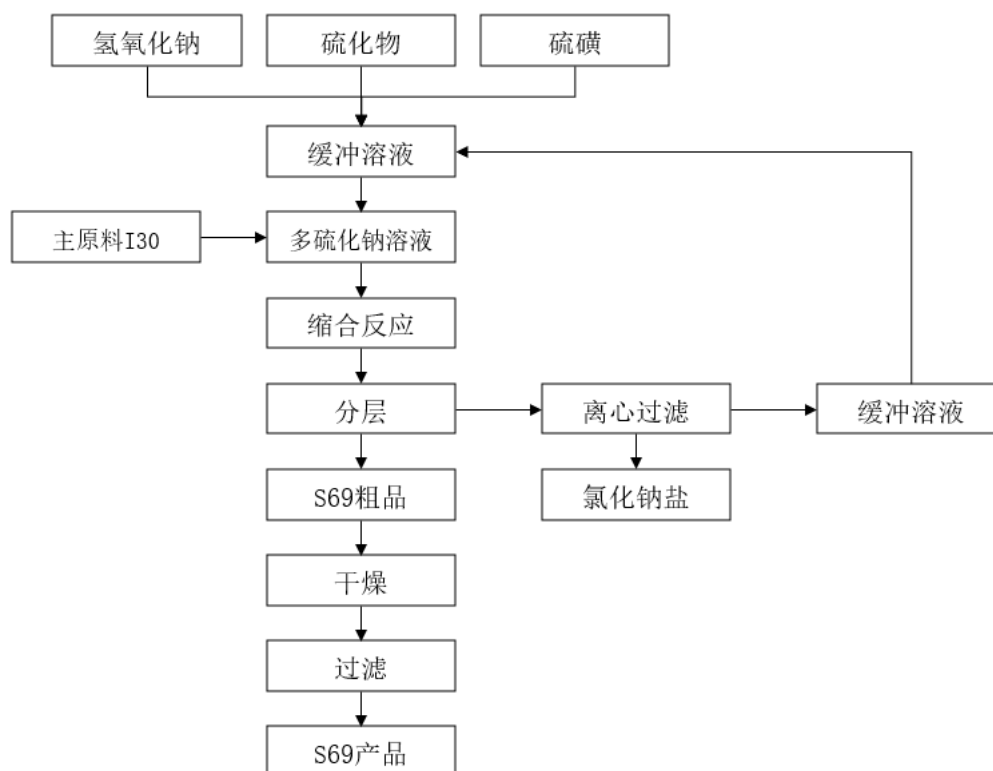 氢氧化钠
硫化物
硫磺
缓冲溶液
主原料I30
多硫化钠溶液
缩合反应
分层
离心过滤
缓冲溶液
S69粗品
氯化钠盐
干燥
过滤
S69产品